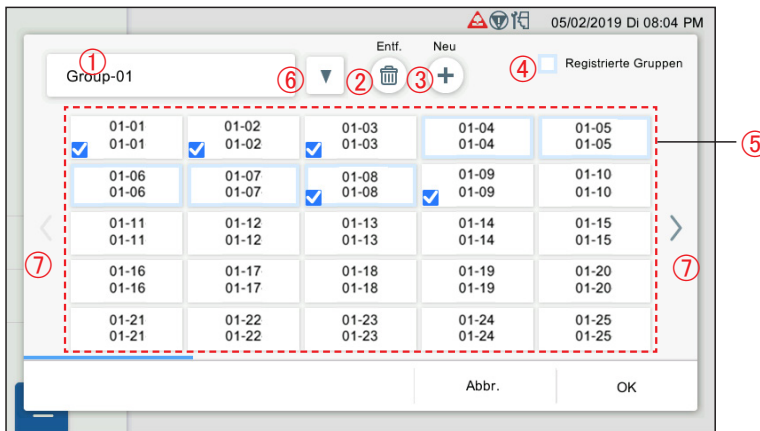 05/02/2019 Di 08:04 PM
①
Group-01
⑥
▼
②
Entf.
③
Neu
+
④
Registrierte Gruppen
⑤
01-01 01-02 01-03 01-04 01-05
01-01 01-02 01-03 01-04 01-05
01-06 01-07 01-08 01-09 01-10
01-06 01-07 01-08 01-09 01-10
01-11 01-12 01-13 01-14 01-15
01-11 01-12 01-13 01-14 01-15
⑦ ⑦
01-16 01-17 01-18 01-19 01-20
01-16 01-17 01-18 01-19 01-20
01-21 01-22 01-23 01-24 01-25
01-21 01-22 01-23 01-24 01-25
Abbr. OK